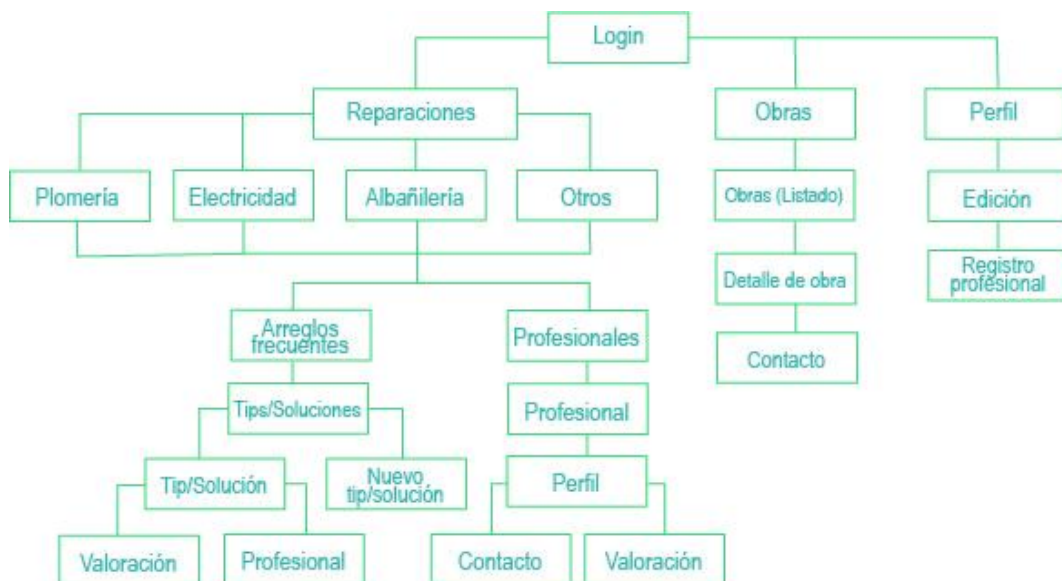 Login
Reparaciones
Obras
Perfil
Plomería
Electricidad
Albañilería
Otros
Obras (Listado)
Edición
Detalle de obra
Registro
profesional
Arreglos
frecuentes
Profesionales
Contacto
Tips/Soluciones
Profesional
Tip/Solución
Nuevo
tip/solución
Perfil
Valoración
Profesional
Contacto
Valoración